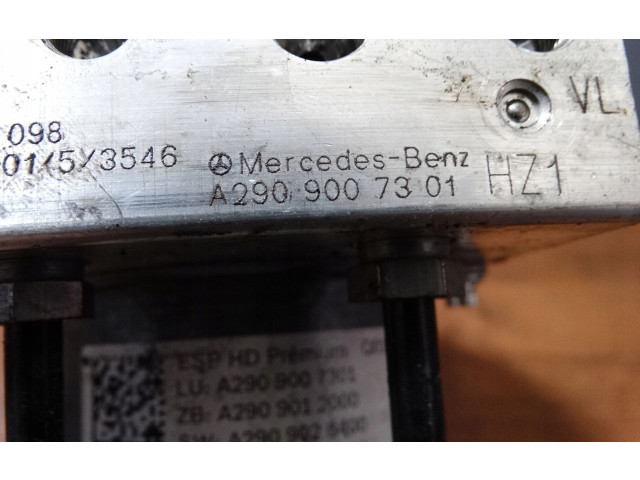 VL
098
01/5/3546 Mercedes-Benz HZ1
A290 900 73 01
ESP HD Premium
LU: A290 900 7301
ZB: A290 901 2000
SW: A290 902 6420